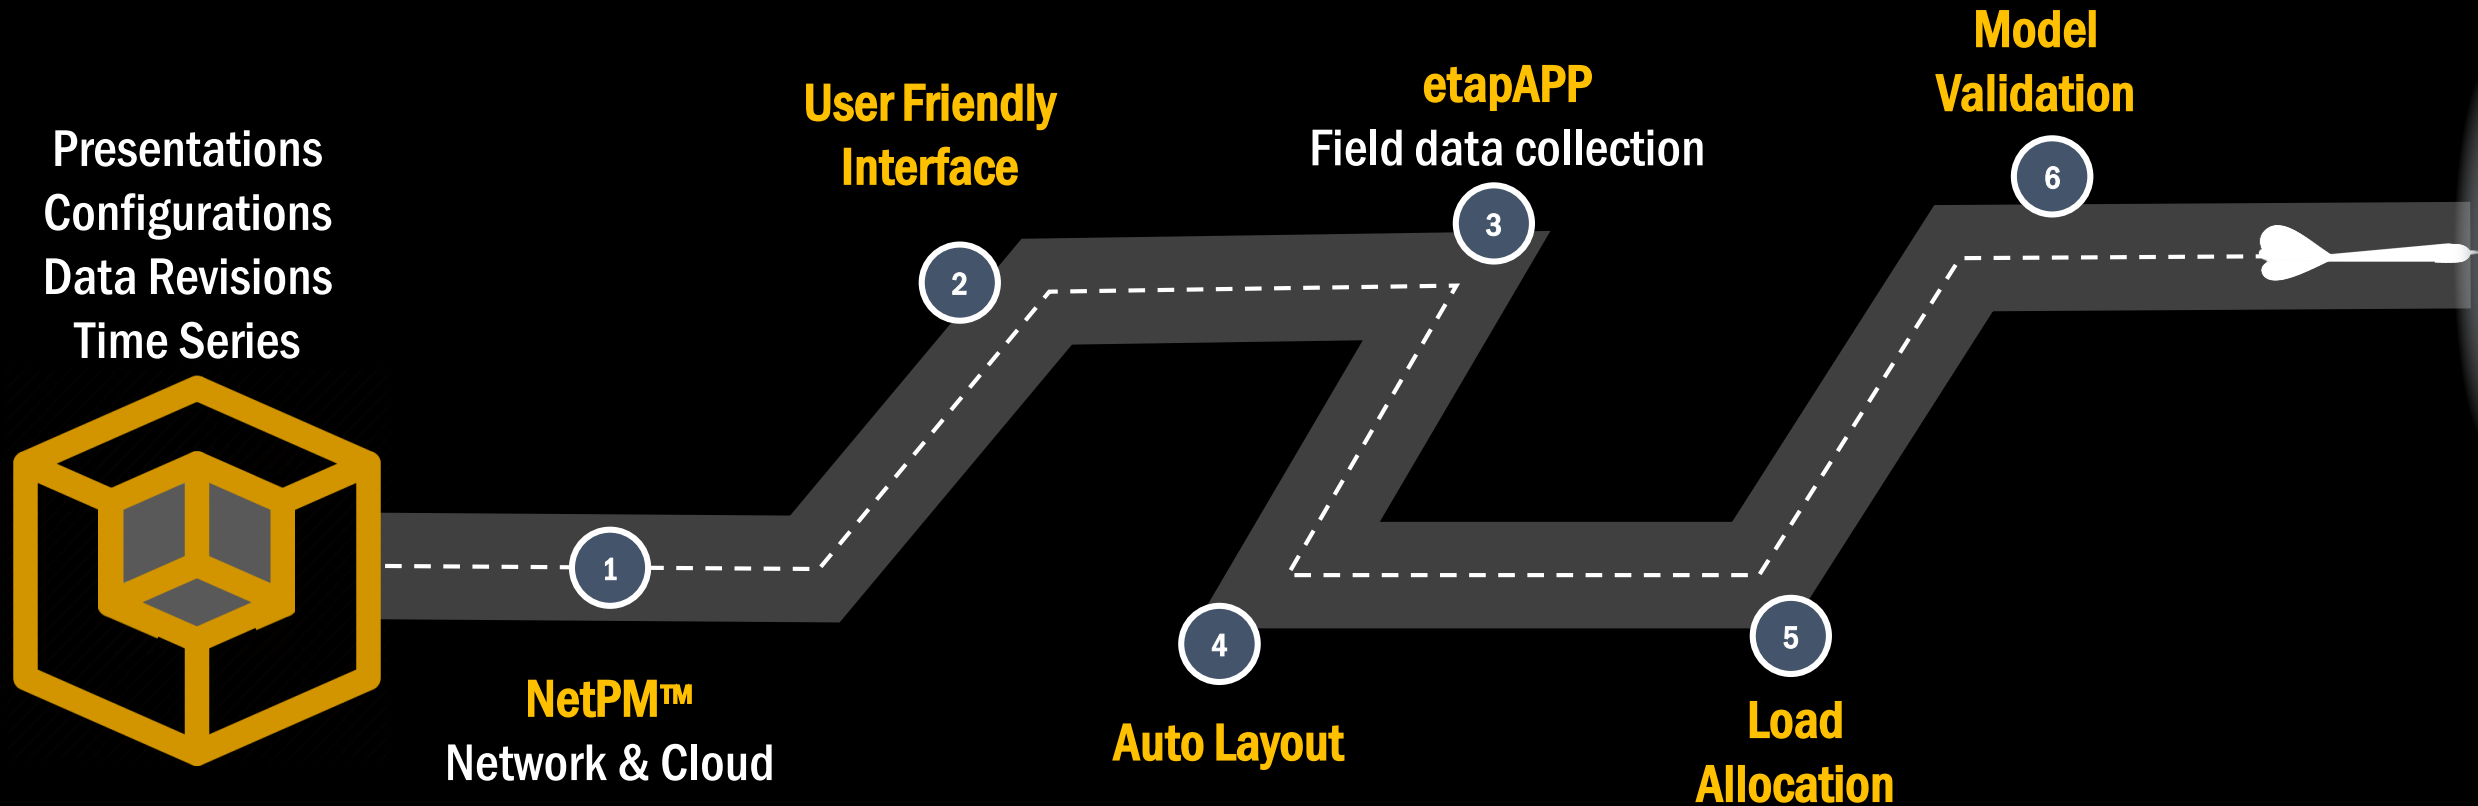 Presentations
Configurations
Data Revisions
Time Series
1
NetPM™
Network & Cloud
User Friendly
Interface
2
etapAPP
Field data collection
3
4
Auto Layout
5
Load
Allocation
Model
Validation
6